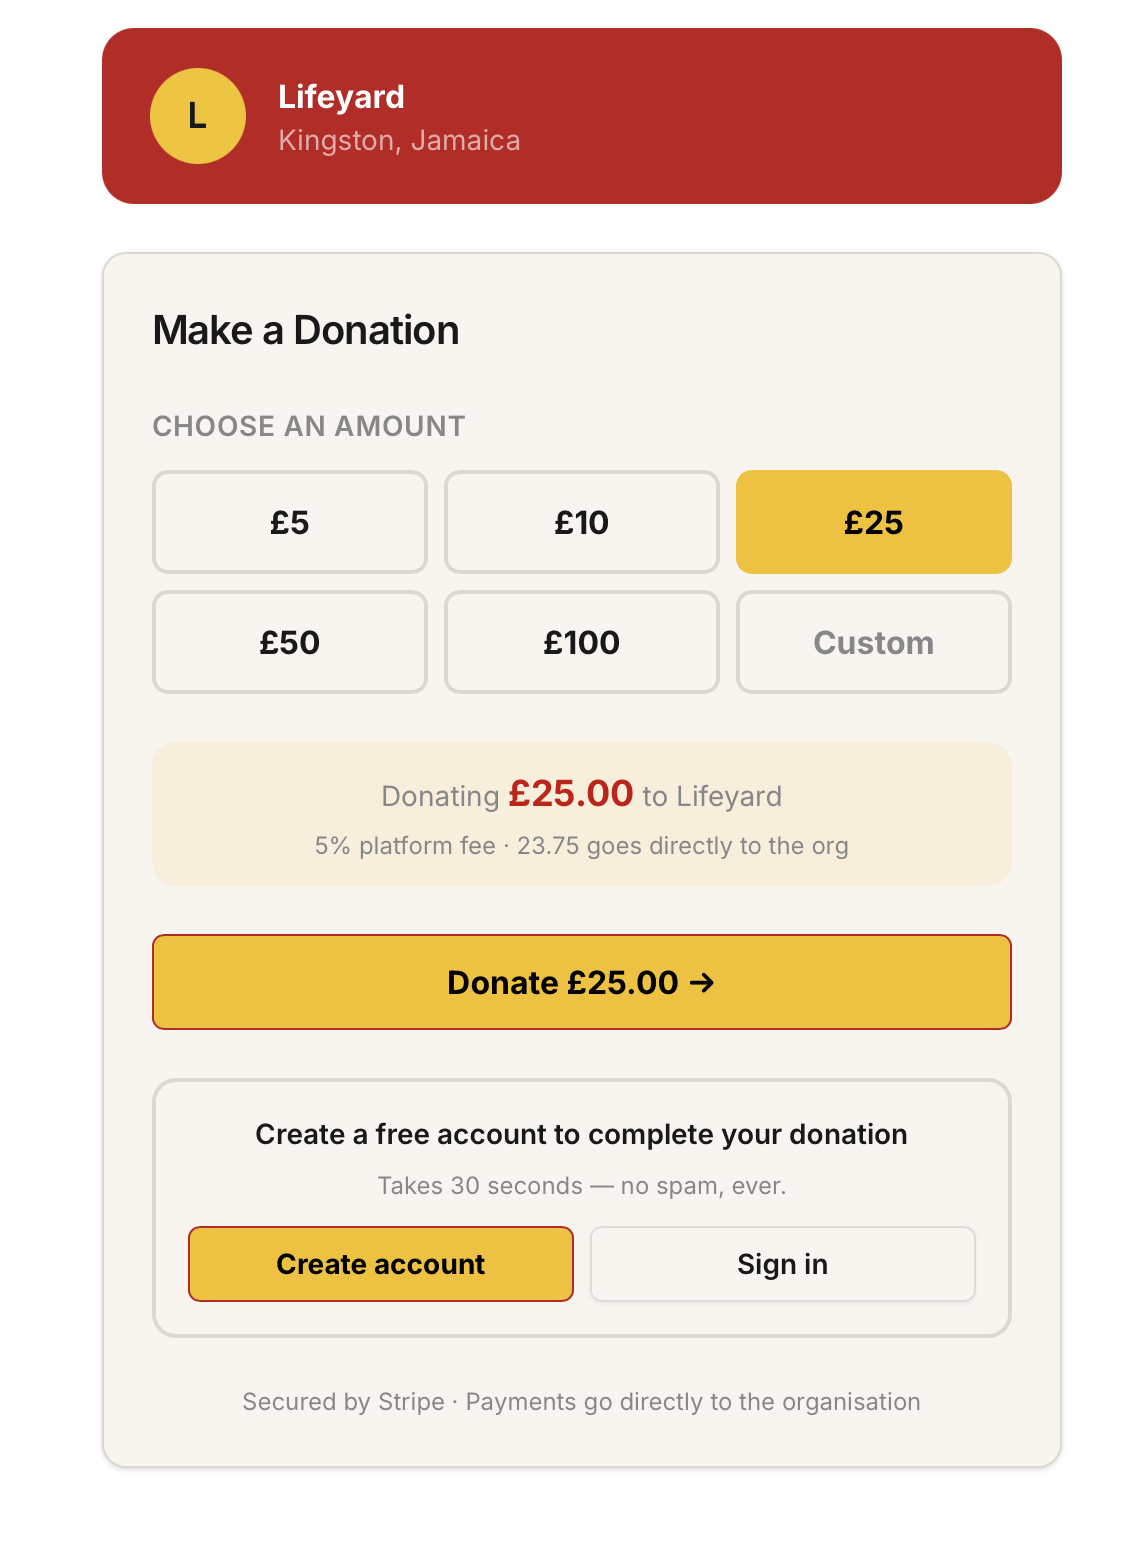 L
Lifeyard
Kingston, Jamaica
Make a Donation
CHOOSE AN AMOUNT
£5
£10
£25
£50
£100
Custom
Donating £25.00 to Lifeyard
5% platform fee · 23.75 goes directly to the org
Donate £25.00 →
Create a free account to complete your donation
Takes 30 seconds — no spam, ever.
Create account
Sign in
Secured by Stripe · Payments go directly to the organisation